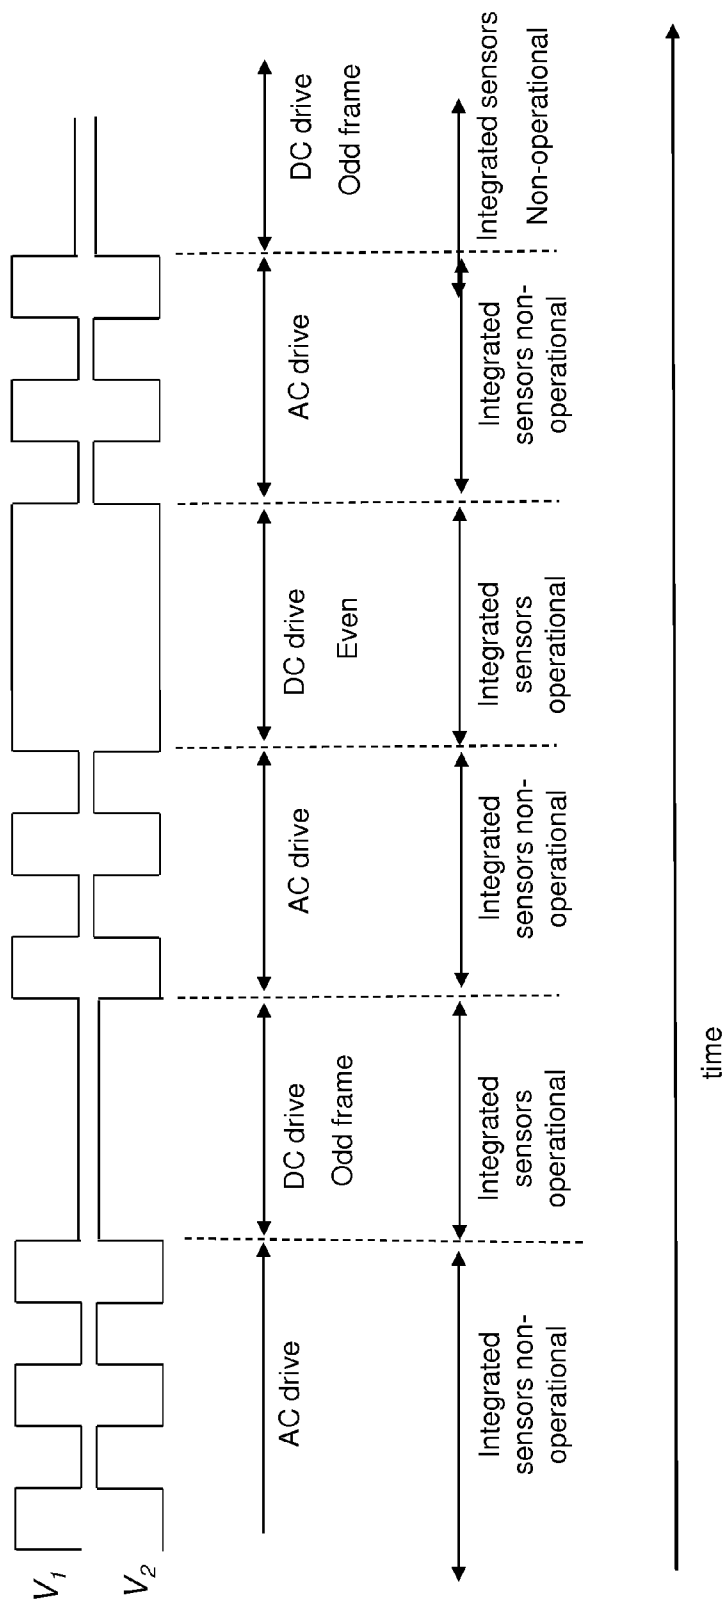 V1
V2
AC drive
DC drive
Odd frame
AC drive
DC drive
Even
AC drive
DC drive
Odd frame
Integrated
sensors non-
operational
Integrated
sensors
operational
Integrated
sensors non-
operational
Integrated
sensors
operational
Integrated
sensors non-
operational
Integrated sensors
Non-operational
time